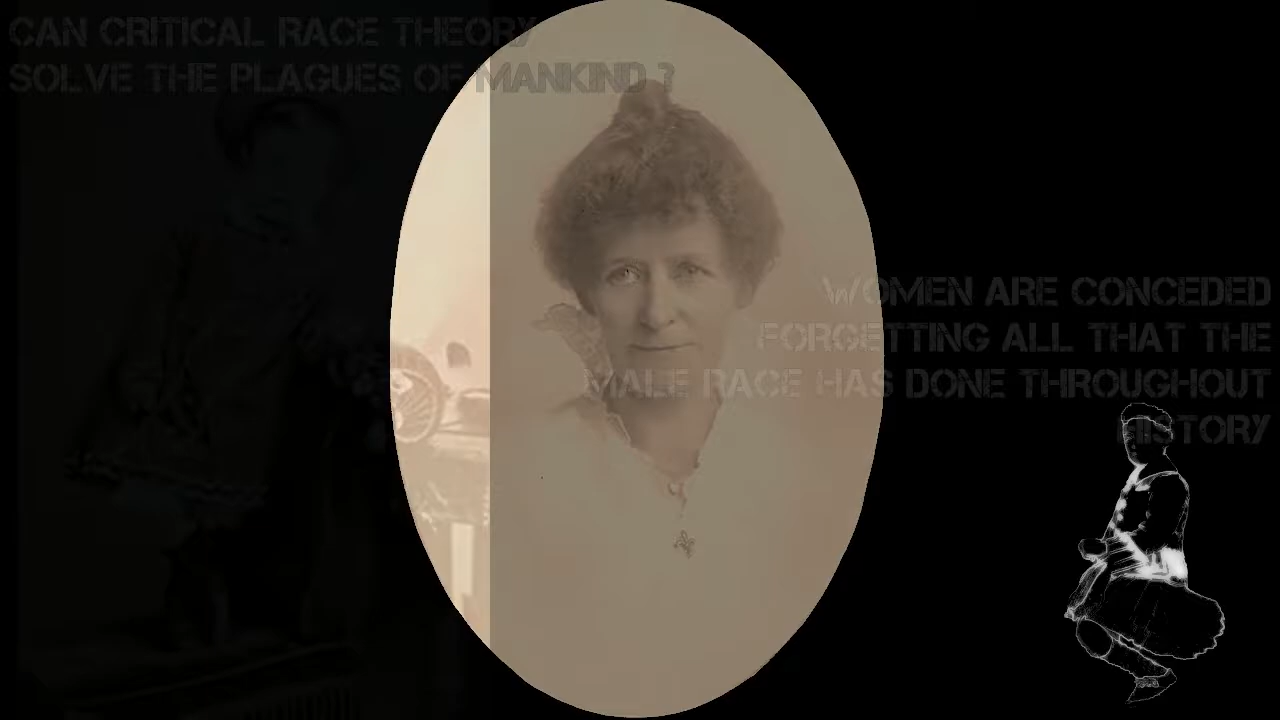 CAN CRITICAL RACE THEORY
SOLVE THE PLAGUES OF MANKIND ?
WOMEN ARE CONCEDED
FORGETTING ALL THAT THE
MALE RACE HAS DONE THROUGHOUT
HISTORY